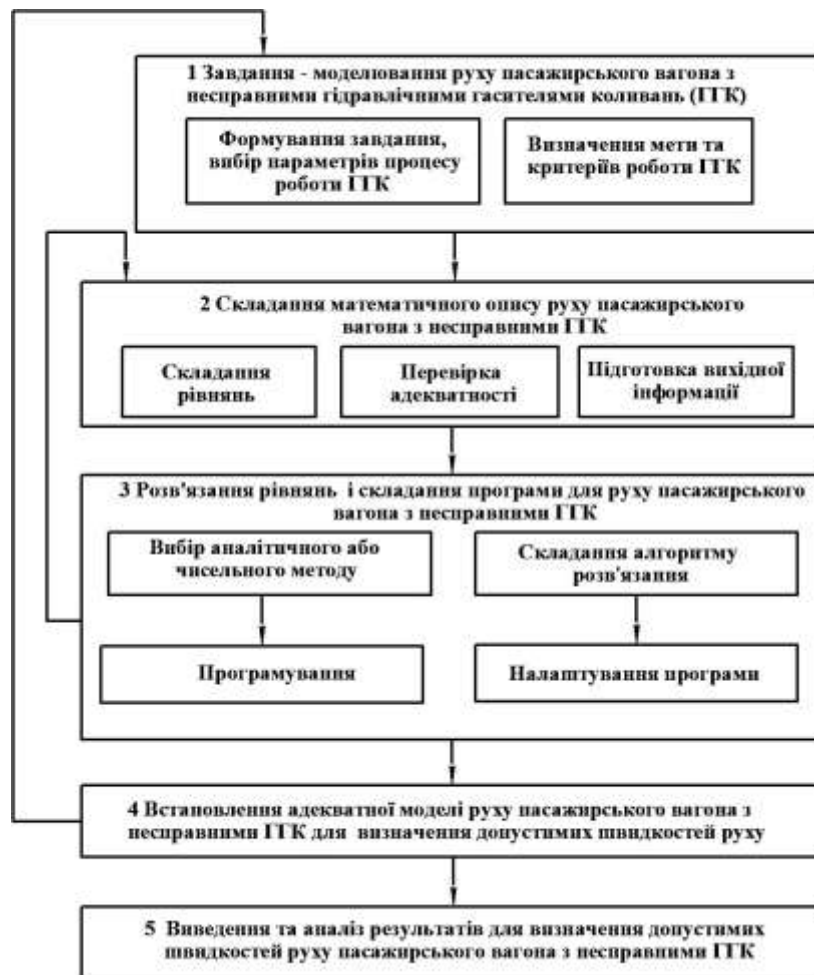 1 Завдання - моделювання руху пасажирського вагона з
несправними гідравлічними гасителями коливань (ГГК)
Формування завдання,
вибір параметрів процесу
роботи ГГК
Визначення мети та
критеріїв роботи ГГК
2 Складання математичного опису руху пасажирського
вагона з несправними ГГК
Складання
рівнянь
Перевірка
адекватності
Підготовка вихідної
інформації
3 Розв'язання рівнянь і складання програми для руху пасажирського
вагона з несправними ГГК
Вибір аналітичного або
чисельного методу
Складання алгоритму
розв'язання
Програмування
Налаштування програми
4 Встановлення адекватної моделі руху пасажирського вагона з
несправними ГГК для визначення допустимих швидкостей руху
5 Виведення та аналіз результатів для визначення допустимих
швидкостей руху пасажирського вагона з несправними ГГК